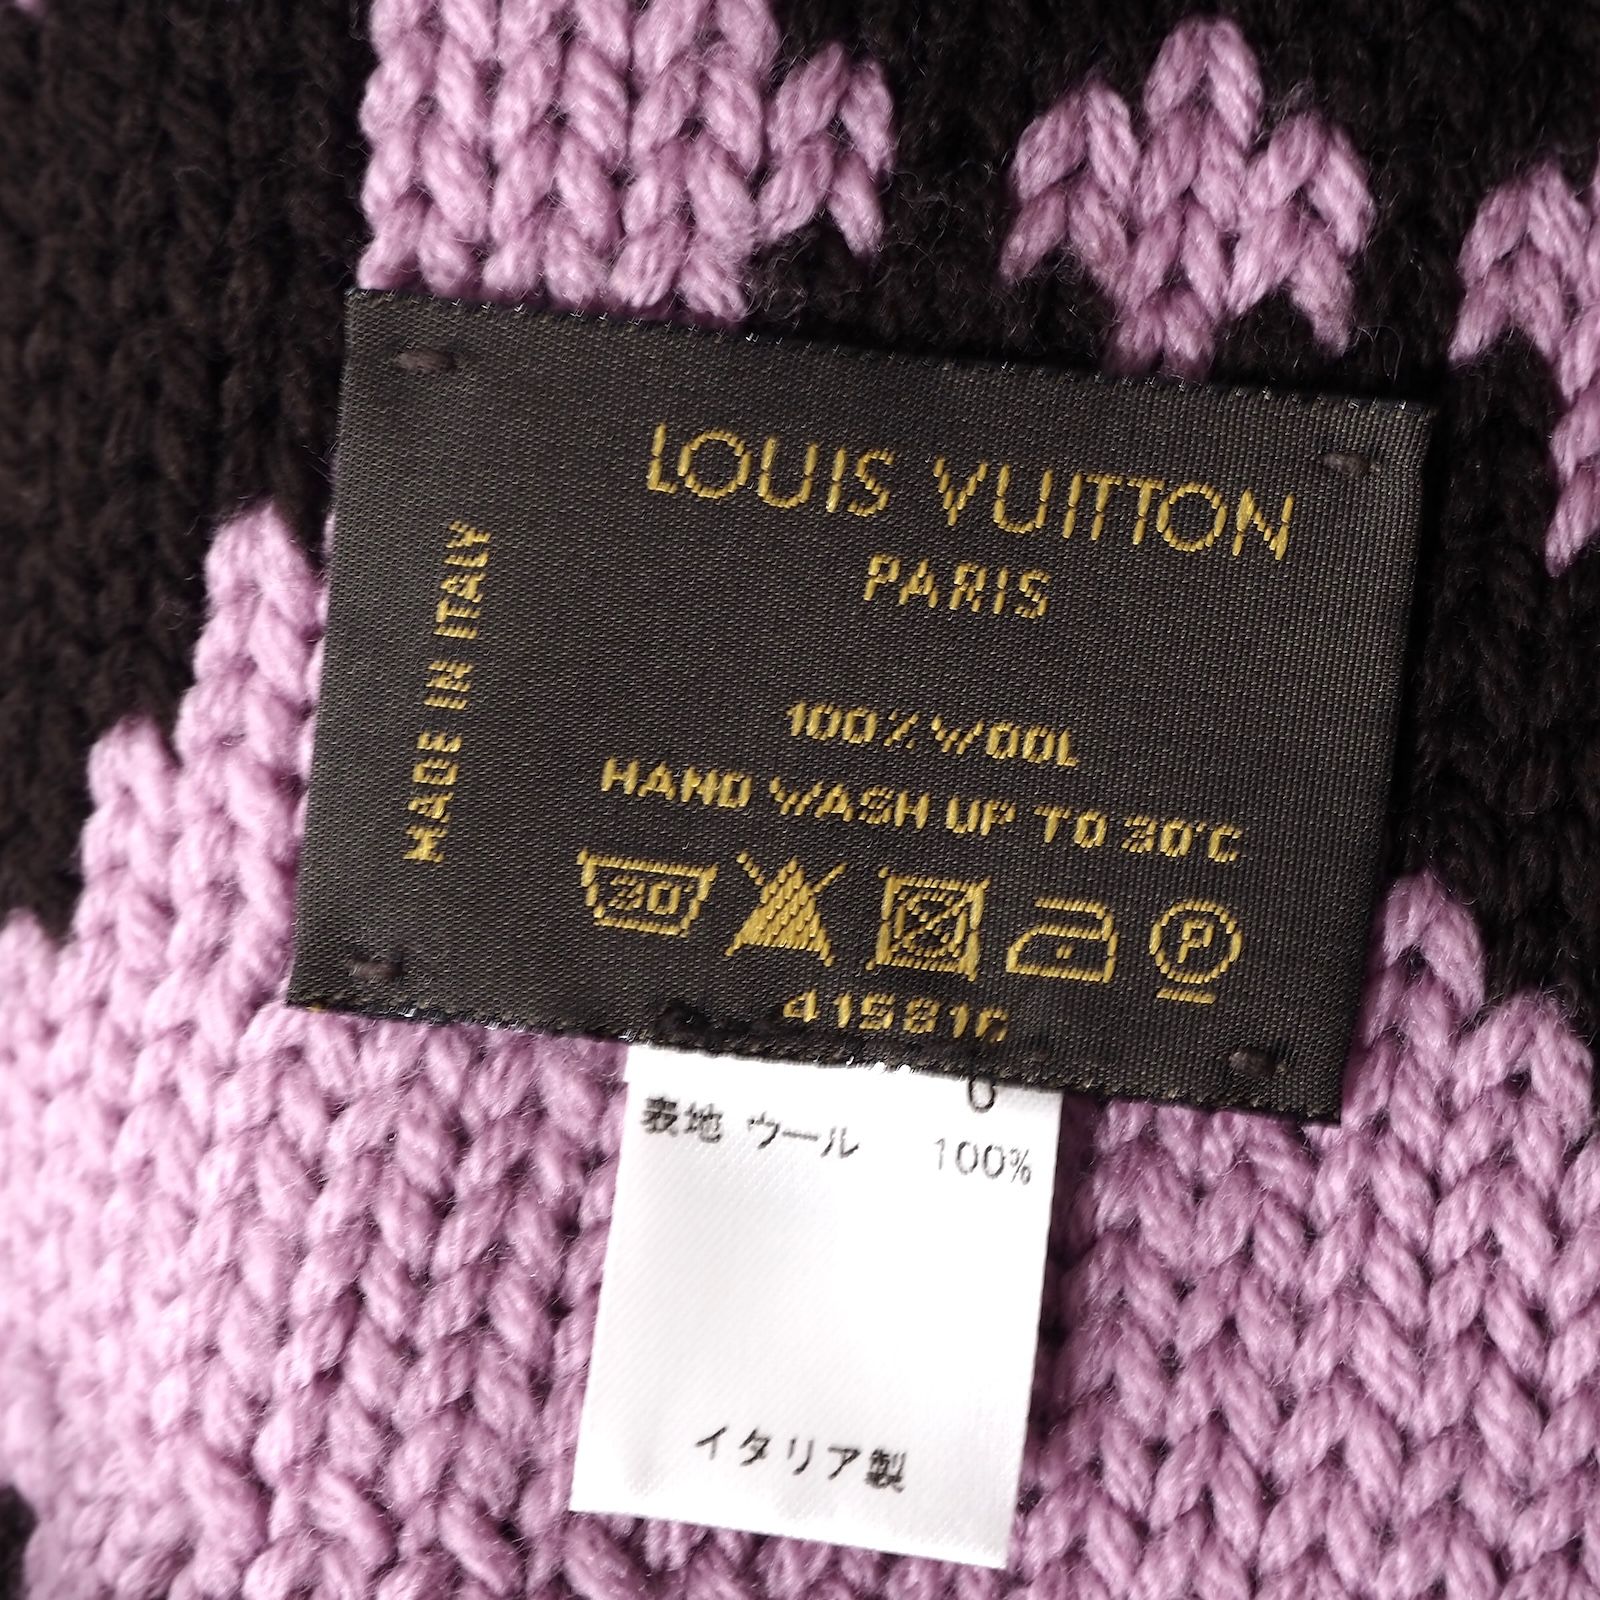 LOUIS VUITTON
PARIS
MADE IN ITALY
100% WOOL
HAND WASH UP TO 30°C
30
P
表地 ウール 100%
イタリア製